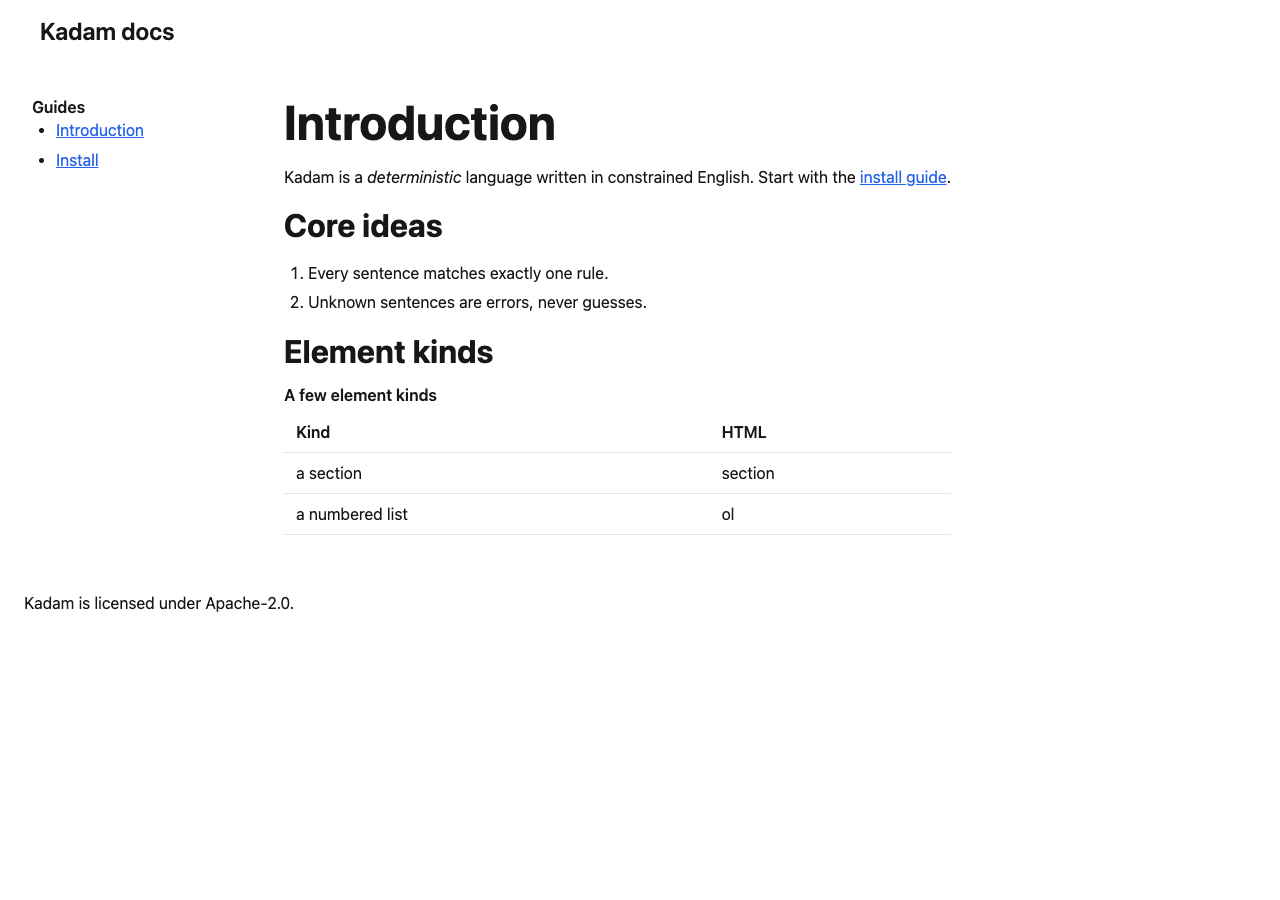 Kadam docs
Guides
Introduction
Install
Introduction
Kadam is a deterministic language written in constrained English. Start with the install guide.
Core ideas
1. Every sentence matches exactly one rule.
2. Unknown sentences are errors, never guesses.
Element kinds
A few element kinds
Kind HTML
a section section
a numbered list ol
Kadam is licensed under Apache-2.0.